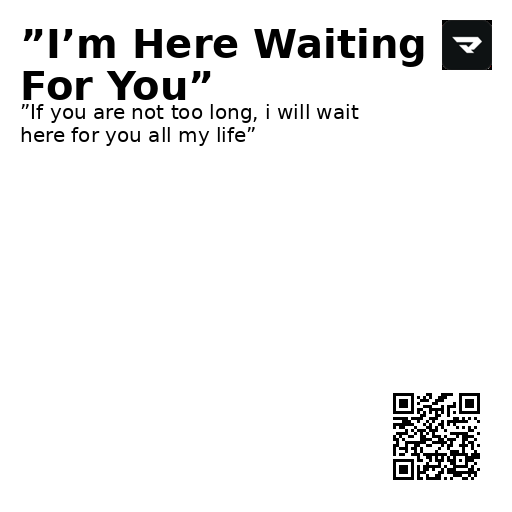 ”I’m Here Waiting
For You”
”If you are not too long, i will wait
here for you all my life”